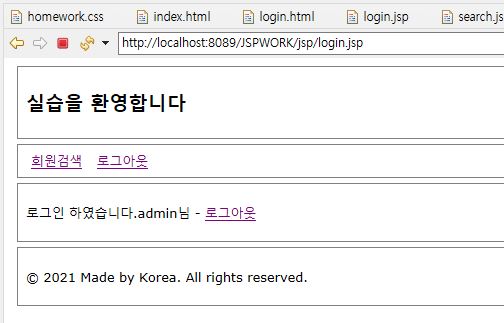 homework.css index.html login.html login.jsp search.js
http://localhost:8089/JSPWORK/jsp/login.jsp
실습을 환영합니다
회원검색 로그아웃
로그인 하였습니다.admin님 - 로그아웃
© 2021 Made by Korea. All rights reserved.